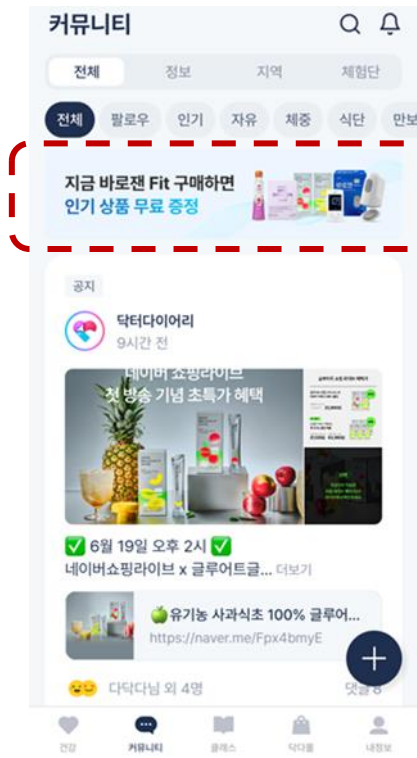 커뮤니티
전체 정보 지역 체험단
전체 팔로우 인기 자유 체중 식단 만보
지금 바로잰 Fit 구매하면
인기 상품 무료 증정
공지
닥터다이어리
9시간 전
네이버 쇼핑라이브
첫 방송 기념 초특가 혜택
✅ 6월 19일 오후 2시 ✅
네이버쇼핑라이브 x 글루어트글... 더보기
🍏유기농 사과식초 100% 글루어...
https://naver.me/Fpx4bmyE
다닥다님 외 4명
댓글 8
건강 커뮤니티 클래스 닥다몰 내정보